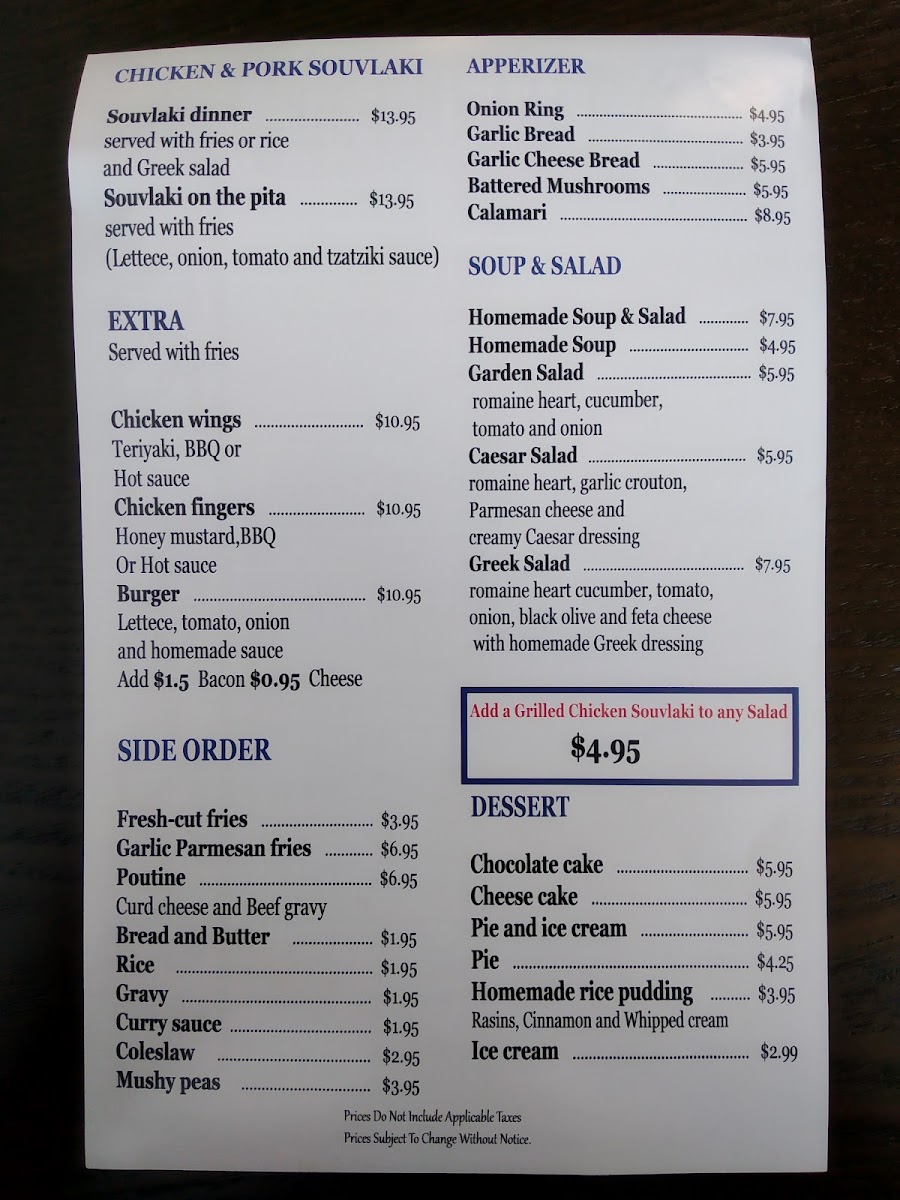 CHICKEN & PORK SOUVLAKI
Souvlaki dinner ........................ $13.95
served with fries or rice
and Greek salad
Souvlaki on the pita .............. $13.95
served with fries
(Lettece, onion, tomato and tzatziki sauce)
EXTRA
Served with fries
Chicken wings ........................... $10.95
Teriyaki, BBQ or
Hot sauce
Chicken fingers ........................ $10.95
Honey mustard,BBQ
Or Hot sauce
Burger ........................................... $10.95
Lettece, tomato, onion
and homemade sauce
Add $1.5 Bacon $0.95 Cheese
SIDE ORDER
Fresh-cut fries ............................ $3.95
Garlic Parmesan fries ............ $6.95
Poutine ........................................... $6.95
Curd cheese and Beef gravy
Bread and Butter .................... $1.95
Rice ................................................. $1.95
Gravy ............................................... $1.95
Curry sauce ................................... $1.95
Coleslaw ...................................... $2.95
Mushy peas ................................ $3.95
APPERIZER
Onion Ring .......................................... $4.95
Garlic Bread ....................................... $3.95
Garlic Cheese Bread ....................... $5.95
Battered Mushrooms ..................... $5.95
Calamari ............................................... $8.95
SOUP & SALAD
Homemade Soup & Salad ............ $7.95
Homemade Soup .............................. $4.95
Garden Salad ...................................... $5.95
romaine heart, cucumber,
tomato and onion
Caesar Salad ....................................... $5.95
romaine heart, garlic crouton,
Parmesan cheese and
creamy Caesar dressing
Greek Salad ........................................ $7.95
romaine heart cucumber, tomato,
onion, black olive and feta cheese
with homemade Greek dressing
Add a Grilled Chicken Souvlaki to any Salad
$4.95
DESSERT
Chocolate cake ................................. $5.95
Cheese cake ....................................... $5.95
Pie and ice cream ........................... $5.95
Pie ........................................................... $4.25
Homemade rice pudding .......... $3.95
Rasins, Cinnamon and Whipped cream
Ice cream ............................................ $2.99
Prices Do Not Include Applicable Taxes
Prices Subject To Change Without Notice.